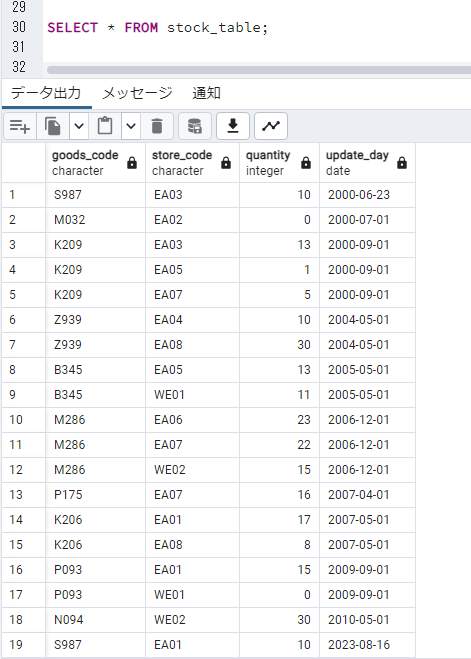 29
30 SELECT * FROM stock_table;
31
32
データ出力 メッセージ 通知
goods_code store_code quantity update_day
character character integer date
1 S987 EA03 10 2000-06-23
2 M032 EA02 0 2000-07-01
3 K209 EA03 13 2000-09-01
4 K209 EA05 1 2000-09-01
5 K209 EA07 5 2000-09-01
6 Z939 EA04 10 2004-05-01
7 Z939 EA08 30 2004-05-01
8 B345 EA05 13 2005-05-01
9 B345 WE01 11 2005-05-01
10 M286 EA06 23 2006-12-01
11 M286 EA07 22 2006-12-01
12 M286 WE02 15 2006-12-01
13 P175 EA07 16 2007-04-01
14 K206 EA01 17 2007-05-01
15 K206 EA08 8 2007-05-01
16 P093 EA01 15 2009-09-01
17 P093 WE01 0 2009-09-01
18 N094 WE02 30 2010-05-01
19 S987 EA01 10 2023-08-16